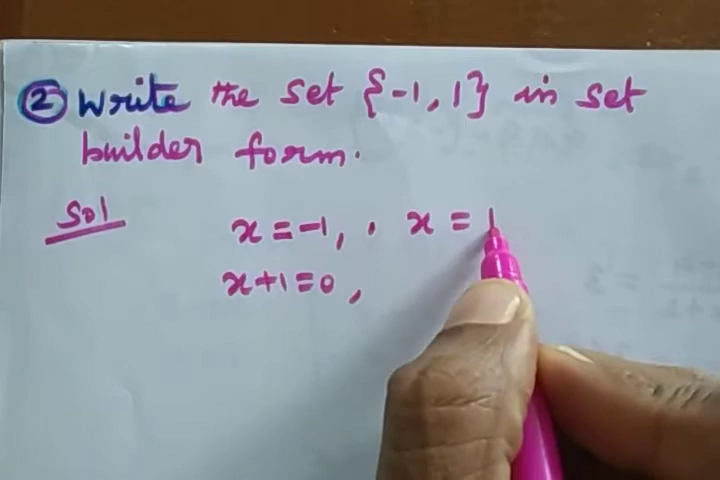 ② Write the set {-1, 1} in set
builder form.
Sol
x = -1, . x = 1
x+1=0,